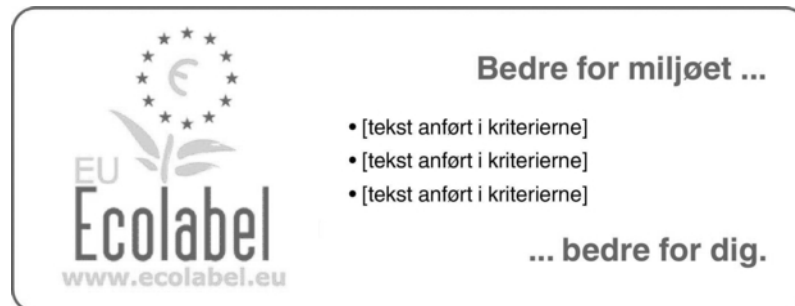 EU
Ecolabel
www.ecolabel.eu
Bedre for miljøet ...
• [tekst anført i kriterierne]
• [tekst anført i kriterierne]
• [tekst anført i kriterierne]
... bedre for dig.